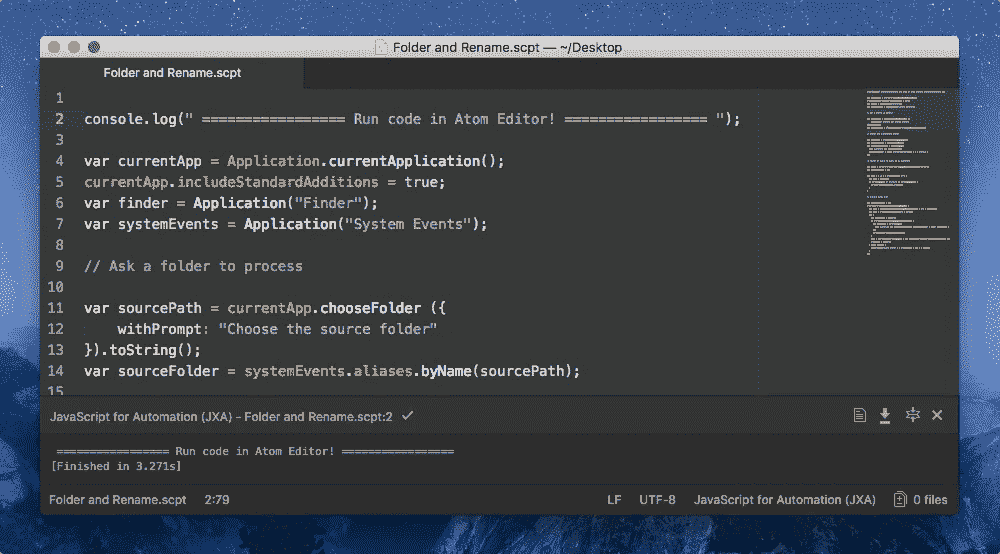 Folder and Rename.scpt — ~/Desktop
Folder and Rename.scpt
1
2 console.log(" ================= Run code in Atom Editor! ================= ");
3
4 var currentApp = Application.currentApplication();
5 currentApp.includeStandardAdditions = true;
6 var finder = Application("Finder");
7 var systemEvents = Application("System Events");
8
9 // Ask a folder to process
10
11 var sourcePath = currentApp.chooseFolder ({
12     withPrompt: "Choose the source folder"
13 }).toString();
14 var sourceFolder = systemEvents.aliases.byName(sourcePath);
15
JavaScript for Automation (JXA) - Folder and Rename.scpt:2 ✓
 ================= Run code in Atom Editor! =================
[Finished in 3.271s]
Folder and Rename.scpt 2:79 LF UTF-8 JavaScript for Automation (JXA) 0 files